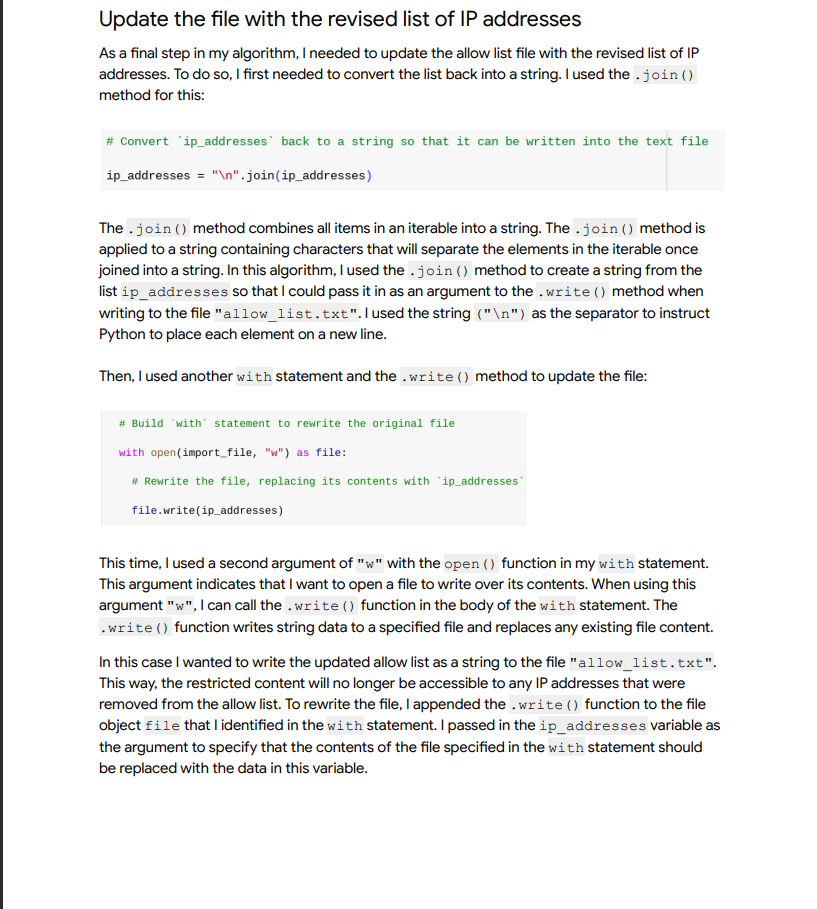 Update the file with the revised list of IP addresses
As a final step in my algorithm, I needed to update the allow list file with the revised list of IP
addresses. To do so, I first needed to convert the list back into a string. I used the .join()
method for this:
# Convert `ip_addresses` back to a string so that it can be written into the text file
ip_addresses = "\n".join(ip_addresses)
The .join() method combines all items in an iterable into a string. The .join() method is
applied to a string containing characters that will separate the elements in the iterable once
joined into a string. In this algorithm, I used the .join() method to create a string from the
list ip_addresses so that I could pass it in as an argument to the .write() method when
writing to the file "allow_list.txt". I used the string ("\n") as the separator to instruct
Python to place each element on a new line.
Then, I used another with statement and the .write() method to update the file:
# Build `with` statement to rewrite the original file
with open(import_file, "w") as file:
# Rewrite the file, replacing its contents with `ip_addresses`
file.write(ip_addresses)
This time, I used a second argument of "w" with the open() function in my with statement.
This argument indicates that I want to open a file to write over its contents. When using this
argument "w", I can call the .write() function in the body of the with statement. The
.write() function writes string data to a specified file and replaces any existing file content.
In this case I wanted to write the updated allow list as a string to the file "allow_list.txt".
This way, the restricted content will no longer be accessible to any IP addresses that were
removed from the allow list. To rewrite the file, I appended the .write() function to the file
object file that I identified in the with statement. I passed in the ip_addresses variable as
the argument to specify that the contents of the file specified in the with statement should
be replaced with the data in this variable.